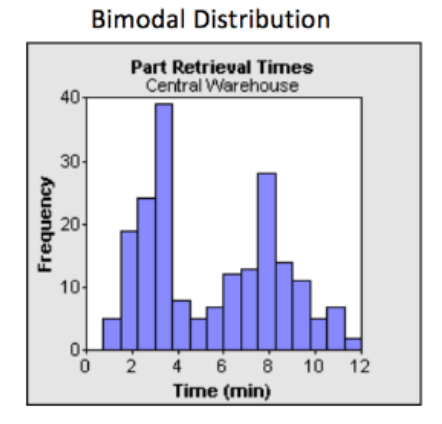 Bimodal Distribution
Part Retrieval Times
Central Warehouse
40
30
20
10
0
Frequency
0 2 4 6 8 10 12
Time (min)